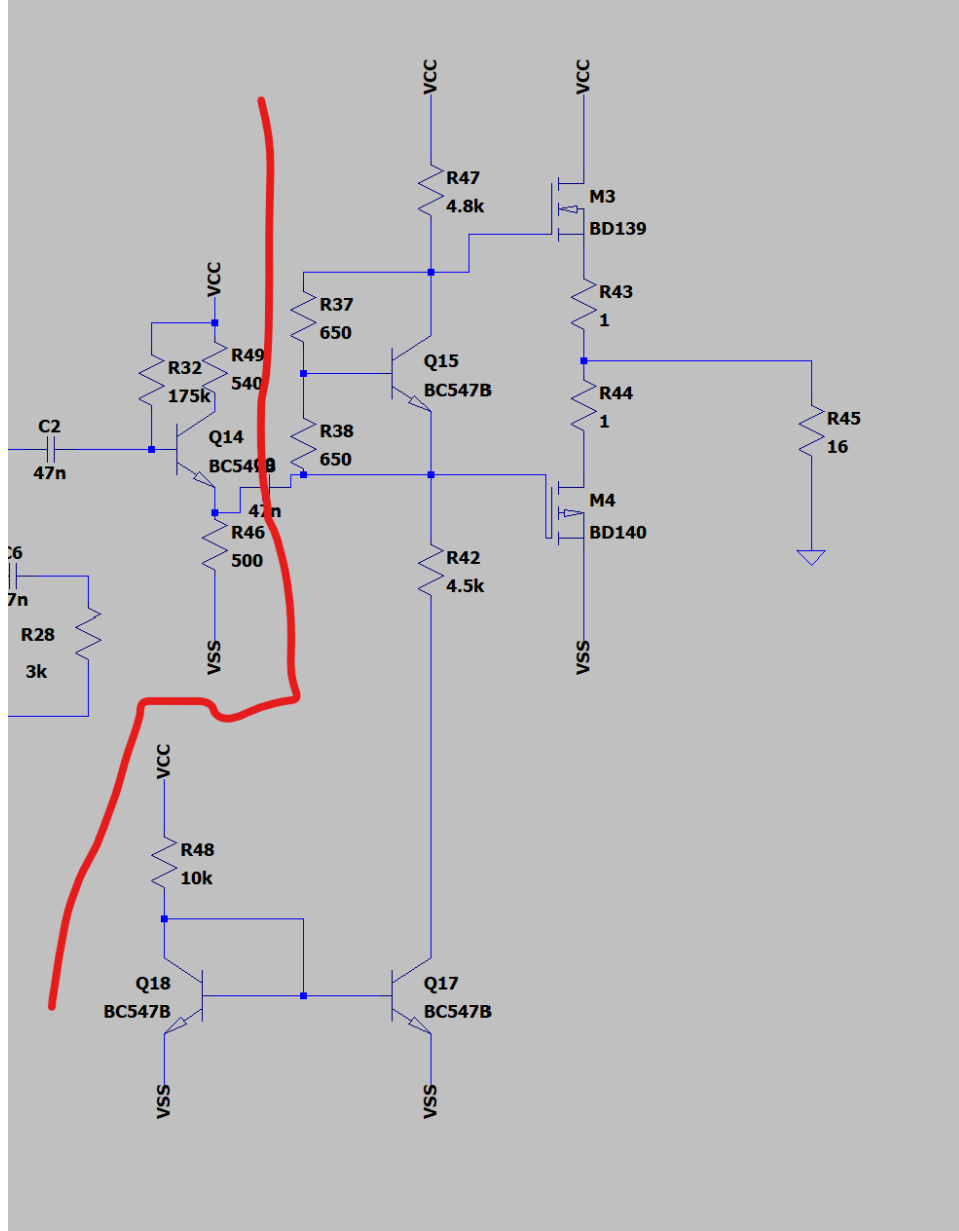 VCC
VCC
R47
4.8k
M3
BD139
VCC
R37
650
R43
1
R49
540
R32
175k
Q15
BC547B
R44
1
C2
47n
Q14
R38
650
R45
16
47n
R46
500
M4
BD140
R42
4.5k
R28
3k
VSS
VSS
VCC
R48
10k
Q18
BC547B
Q17
BC547B
VSS
VSS